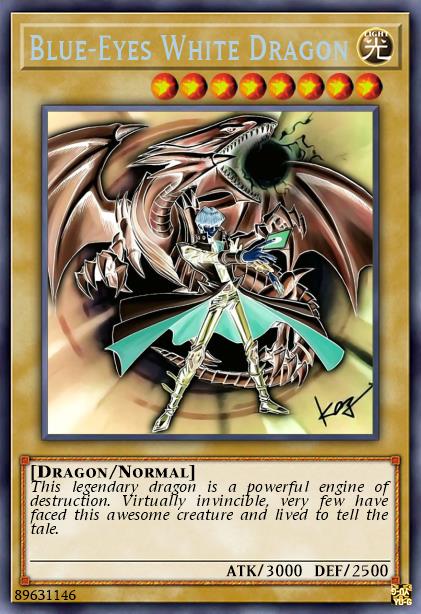 BLUE-EYES WHITE DRAGON
LIGHT
光
[DRAGON/NORMAL]
This legendary dragon is a powerful engine of
destruction. Virtually invincible, very few have
faced this awesome creature and lived to tell the
tale.
ATK/3000 DEF/2500
89631146